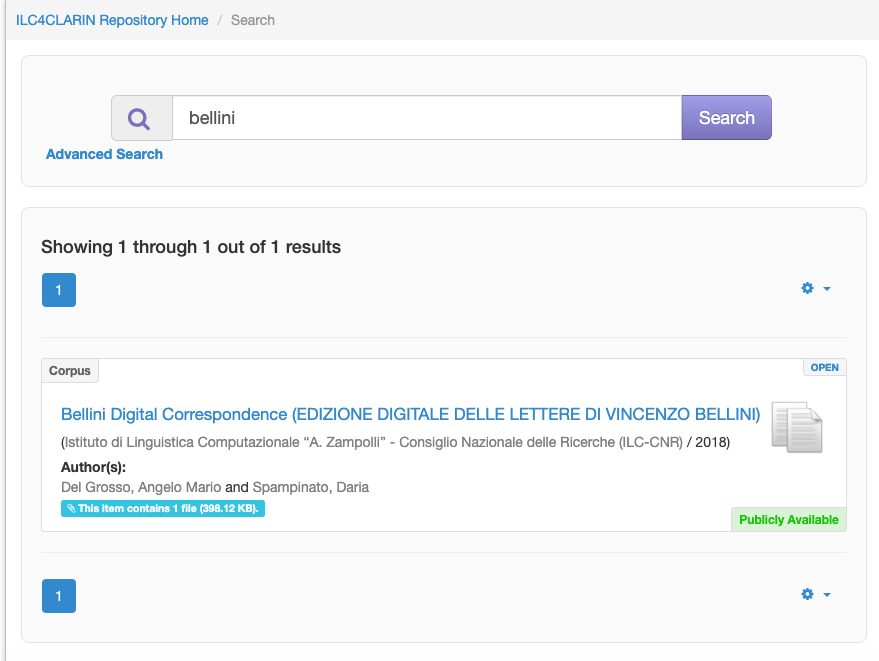 ILC4CLARIN Repository Home / Search
bellini
Search
Advanced Search
Showing 1 through 1 out of 1 results
1
Corpus
OPEN
Bellini Digital Correspondence (EDIZIONE DIGITALE DELLE LETTERE DI VINCENZO BELLINI)
(Istituto di Linguistica Computazionale “A. Zampolli” - Consiglio Nazionale delle Ricerche (ILC-CNR) / 2018)
Author(s):
Del Grosso, Angelo Mario and Spampinato, Daria
This item contains 1 file (398.12 KB).
Publicly Available
1